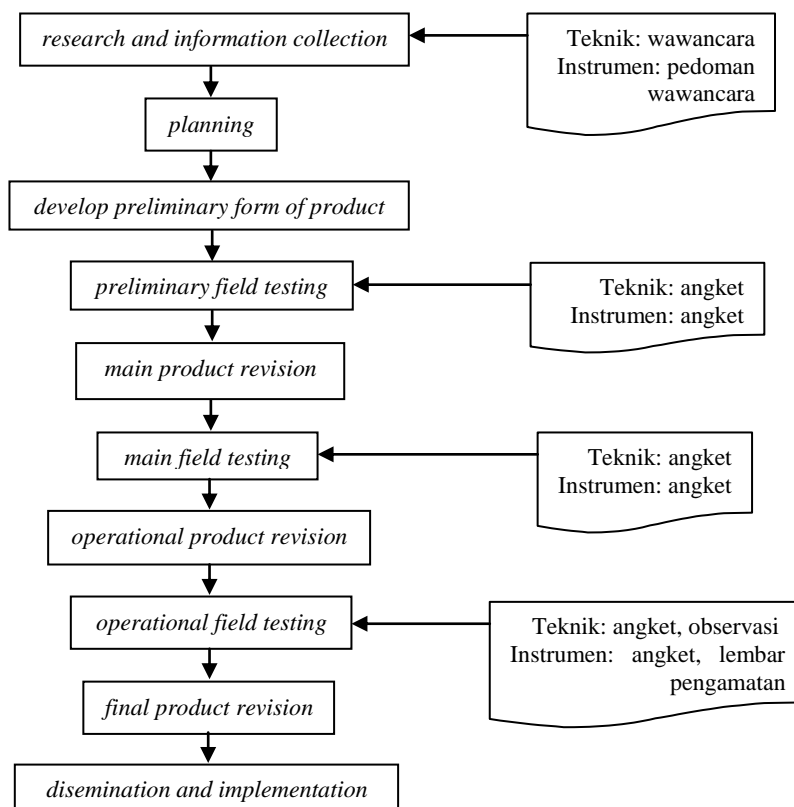 research and information collection
Teknik: wawancara
Instrumen: pedoman
wawancara
planning
develop preliminary form of product
preliminary field testing
Teknik: angket
Instrumen: angket
main product revision
main field testing
Teknik: angket
Instrumen: angket
operational product revision
operational field testing
Teknik: angket, observasi
Instrumen: angket, lembar
pengamatan
final product revision
disemination and implementation